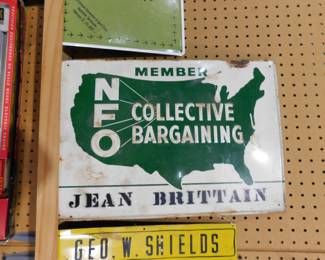 MEMBER
NFO
COLLECTIVE
BARGAINING
JEAN BRITTAIN
GEO. W. SHIELDS